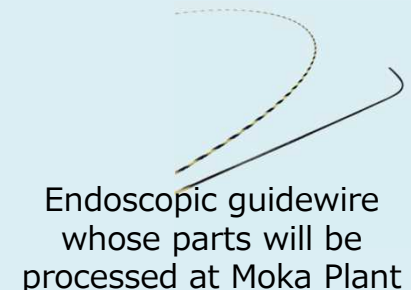 Endoscopic guidewire
whose parts will be
processed at Moka Plant